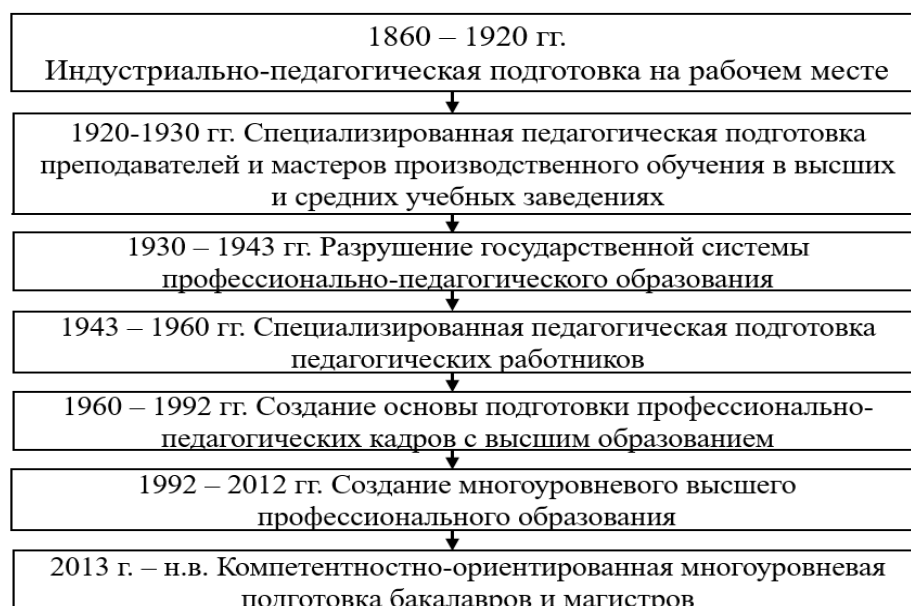 1860 – 1920 гг.
Индустриально-педагогическая подготовка на рабочем месте
1920-1930 гг. Специализированная педагогическая подготовка
преподавателей и мастеров производственного обучения в высших
и средних учебных заведениях
1930 – 1943 гг. Разрушение государственной системы
профессионально-педагогического образования
1943 – 1960 гг. Специализированная педагогическая подготовка
педагогических работников
1960 – 1992 гг. Создание основы подготовки профессионально-
педагогических кадров с высшим образованием
1992 – 2012 гг. Создание многоуровневого высшего
профессионального образования
2013 г. – н.в. Компетентностно-ориентированная многоуровневая
подготовка бакалавров и магистров